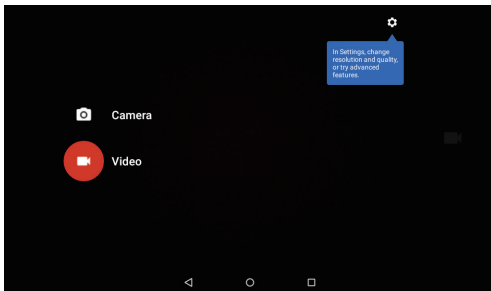 In Settings, change
resolution and quality,
or try advanced
features.
Camera
Video